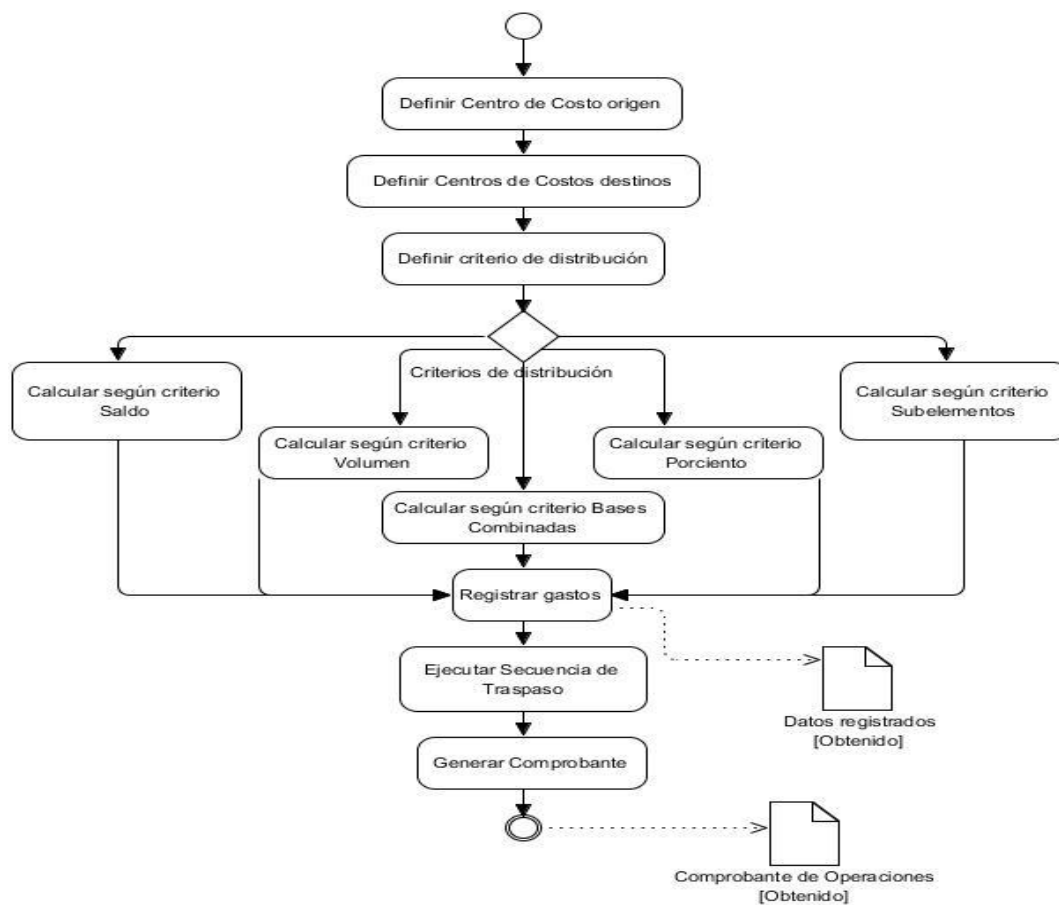 Definir Centro de Costo origen
Definir Centros de Costos destinos
Definir criterio de distribución
Criterios de distribución
Calcular según criterio
Saldo
Calcular según criterio
Subelementos
Calcular según criterio
Volumen
Calcular según criterio
Porciento
Calcular según criterio Bases
Combinadas
Registrar gastos
Ejecutar Secuencia de
Traspaso
Datos registrados
[Obtenido]
Generar Comprobante
Comprobante de Operaciones
[Obtenido]